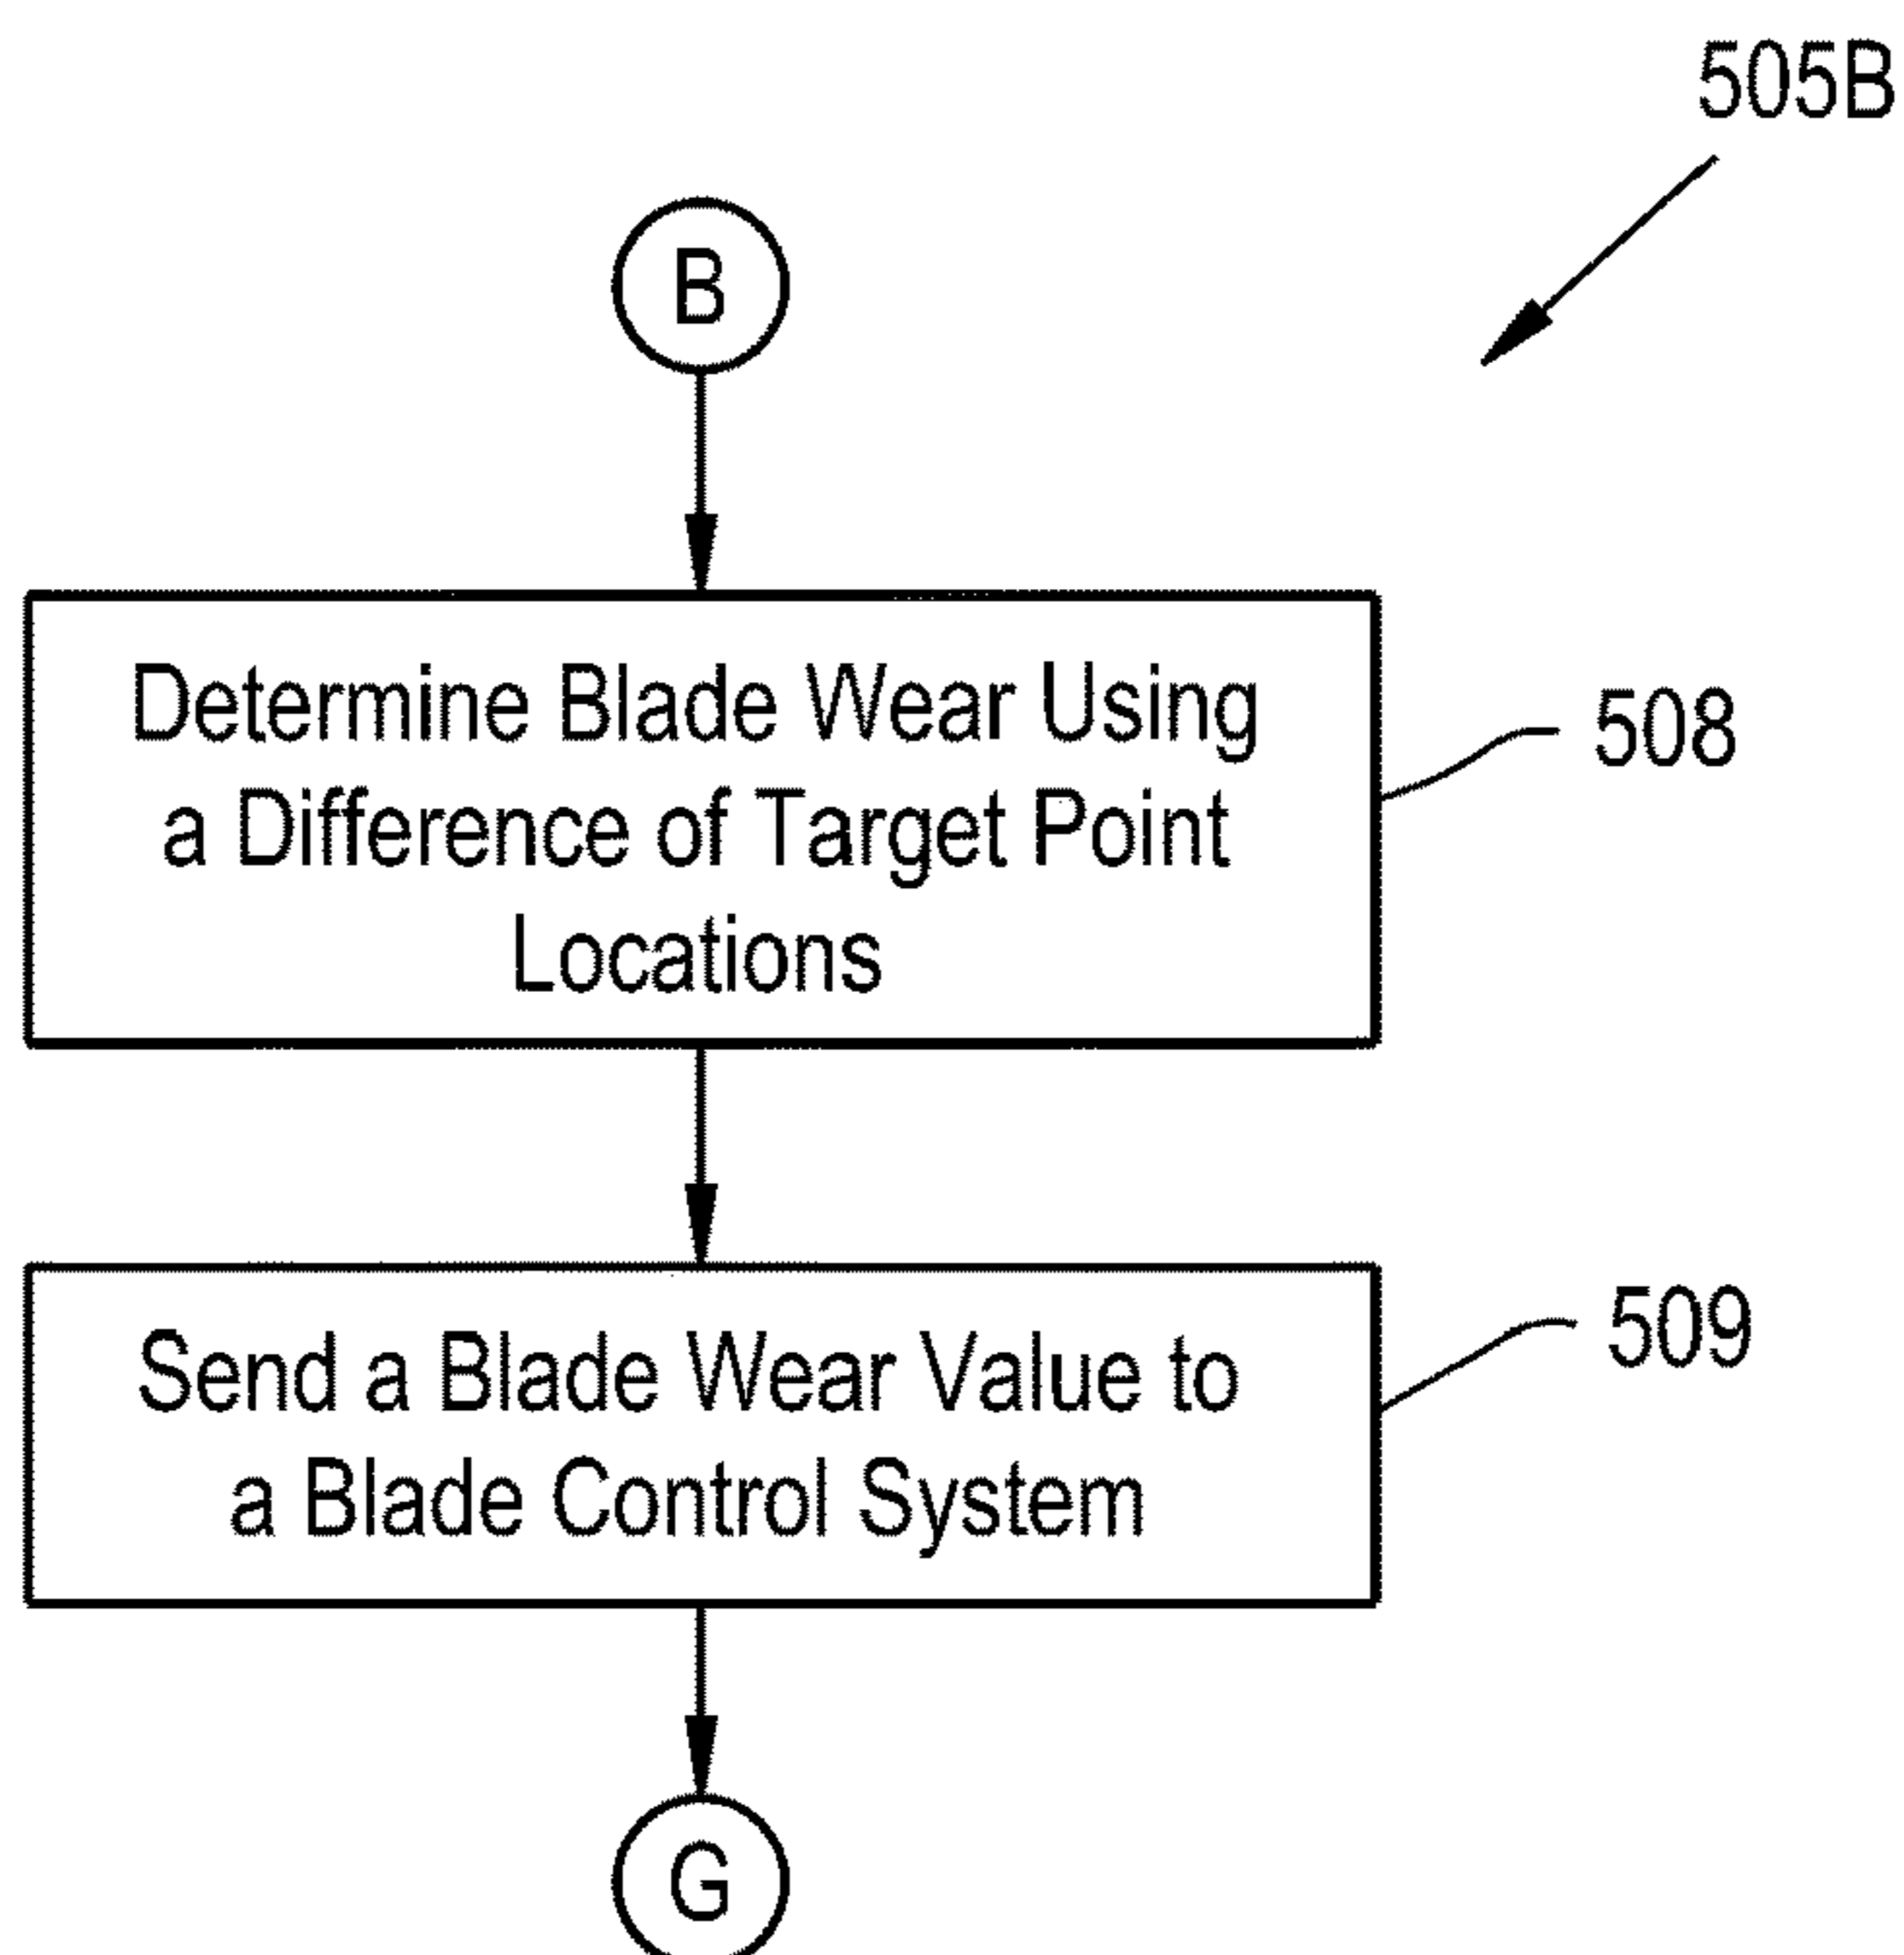 505B
B
Determine Blade Wear Using
a Difference of Target Point
Locations
508
Send a Blade Wear Value to
a Blade Control System
509
G